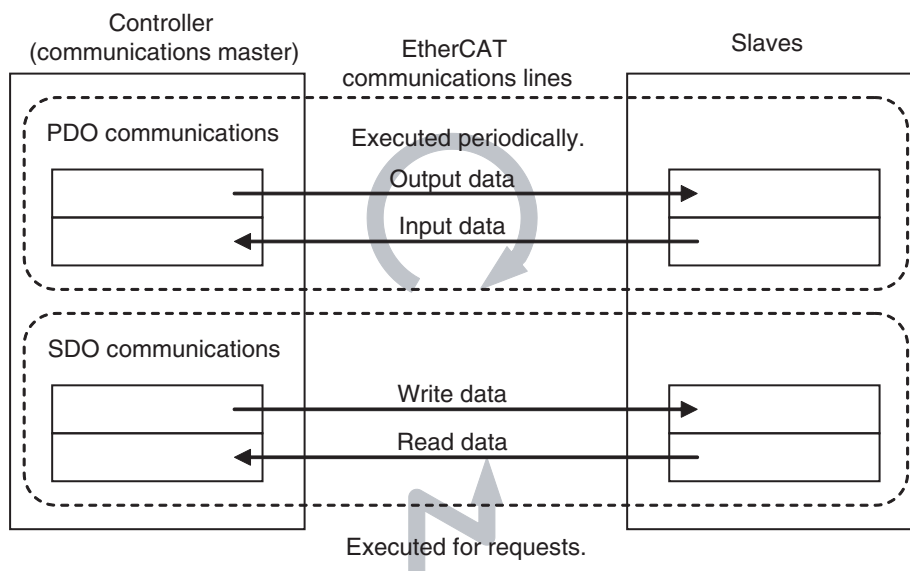 Controller
(communications master)
EtherCAT
communications lines
Slaves
PDO communications
Executed periodically.
Output data
Input data
SDO communications
Write data
Read data
Executed for requests.